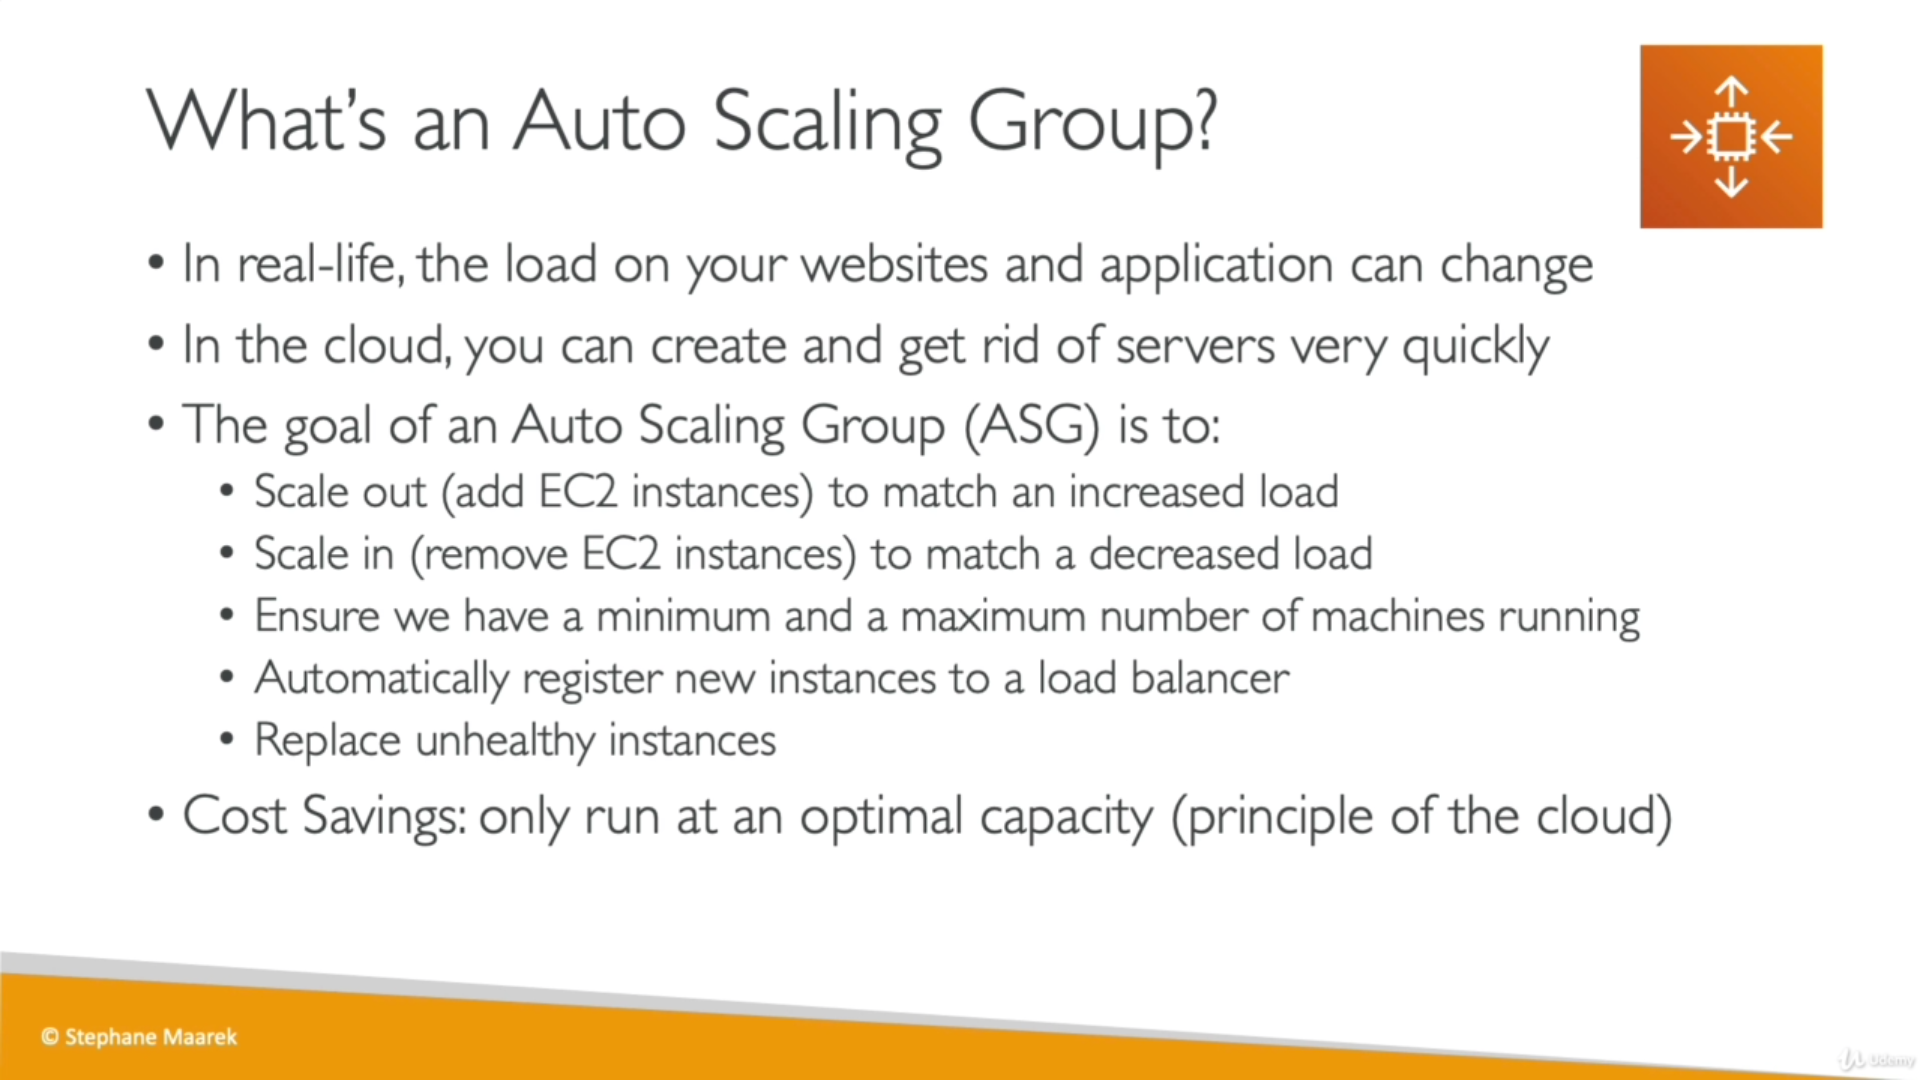 What's an Auto Scaling Group?
• In real-life, the load on your websites and application can change
• In the cloud, you can create and get rid of servers very quickly
• The goal of an Auto Scaling Group (ASG) is to:
• Scale out (add EC2 instances) to match an increased load
• Scale in (remove EC2 instances) to match a decreased load
• Ensure we have a minimum and a maximum number of machines running
• Automatically register new instances to a load balancer
• Replace unhealthy instances
• Cost Savings: only run at an optimal capacity (principle of the cloud)
© Stephane Maarek
Udemy